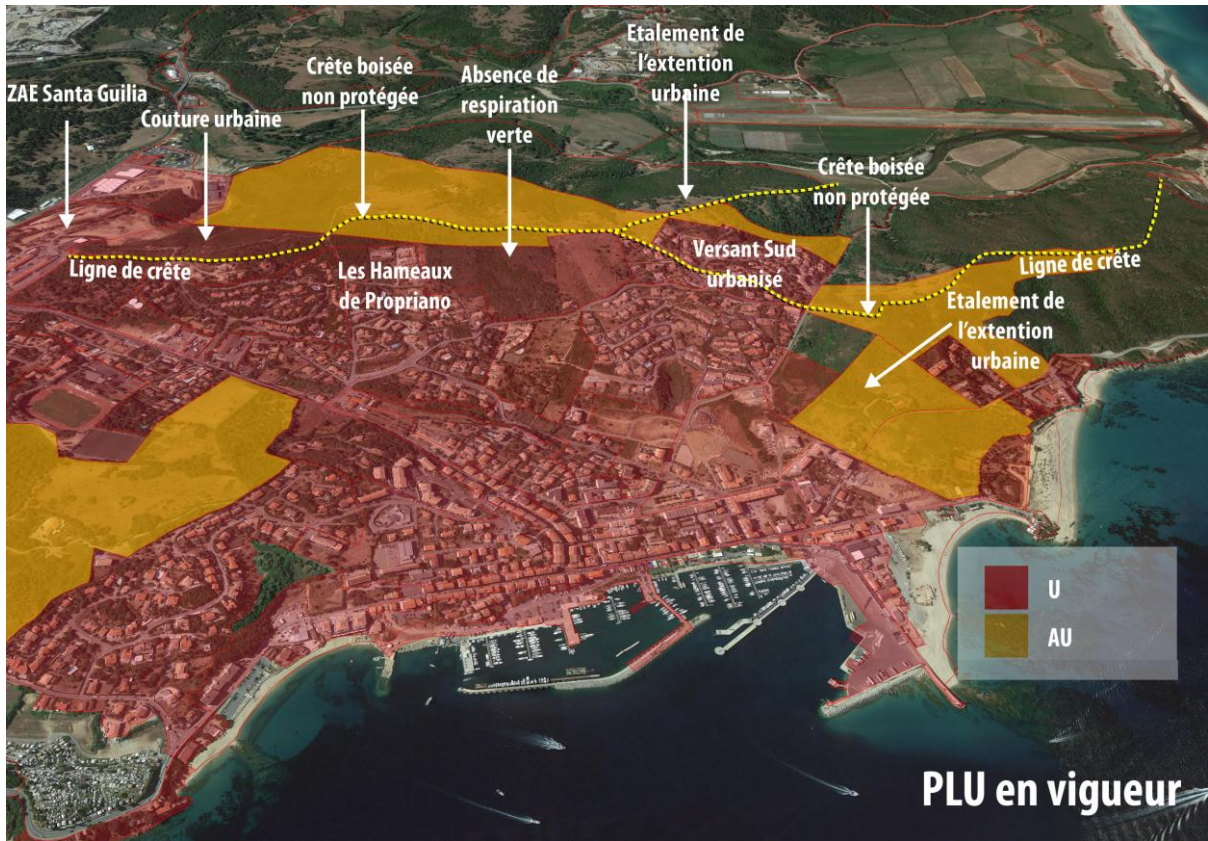 Etalement de
l'extention
urbaine
Crête boisée
non protégée
Absence de
respiration
verte
ZAE Santa Guilia
Couture urbaine
Crête boisée
non protégée
Versant Sud
urbanisé
Ligne de crête
Ligne de crête
Les Hameaux
de Propriano
Etalement de
l'extention
urbaine
U
AU
PLU en vigueur